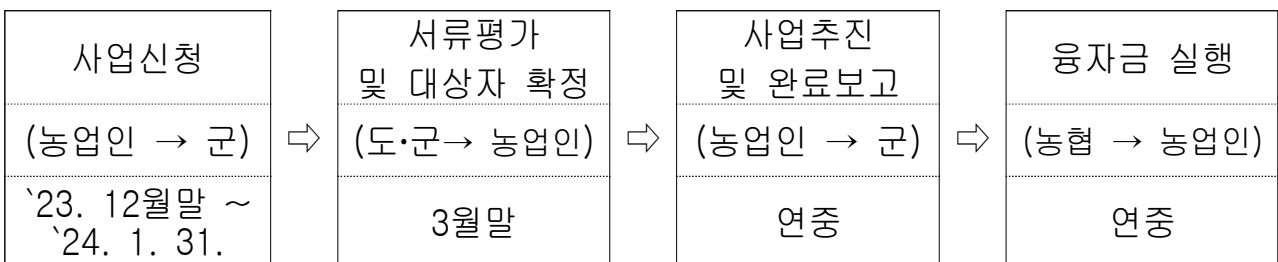 사업신청
(농업인 → 군)
`23. 12월말 ~
`24. 1. 31.
⇨
서류평가
및 대상자 확정
(도·군→ 농업인)
3월말
⇨
사업추진
및 완료보고
(농업인 → 군)
연중
⇨
융자금 실행
(농협 → 농업인)
연중